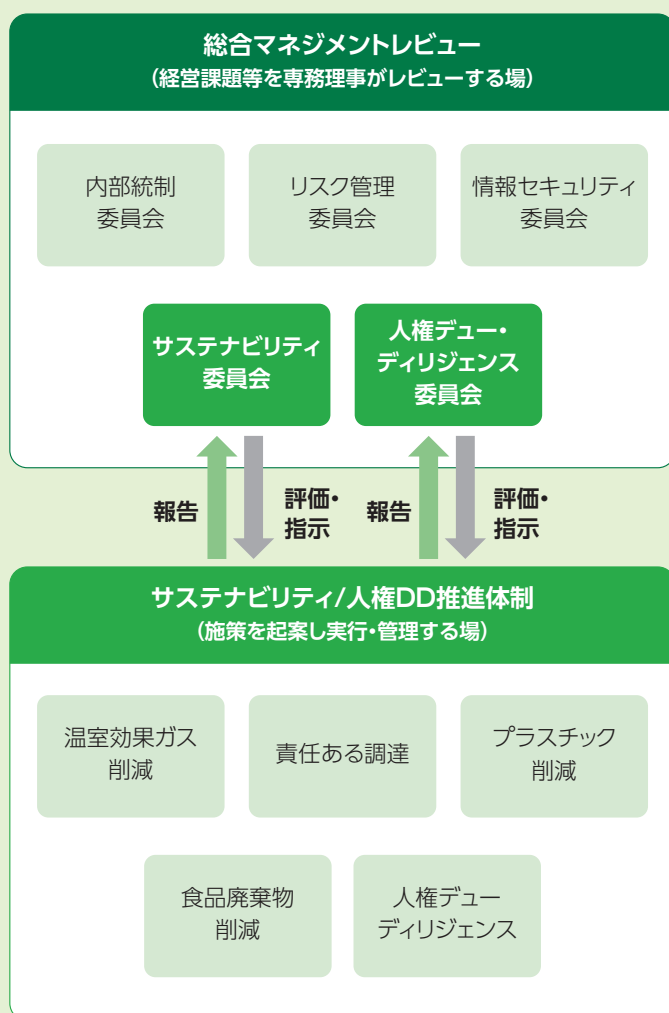 総合マネジメントレビュー
（経営課題等を専務理事がレビューする場）
内部統制
委員会
リスク管理
委員会
情報セキュリティ
委員会
サステナビリティ
委員会
人権デュー・
ディリジェンス
委員会
報告
評価・
指示
報告
評価・
指示
サステナビリティ/人権DD推進体制
（施策を起案し実行・管理する場）
温室効果ガス
削減
責任ある調達
プラスチック
削減
食品廃棄物
削減
人権デュー
ディリジェンス